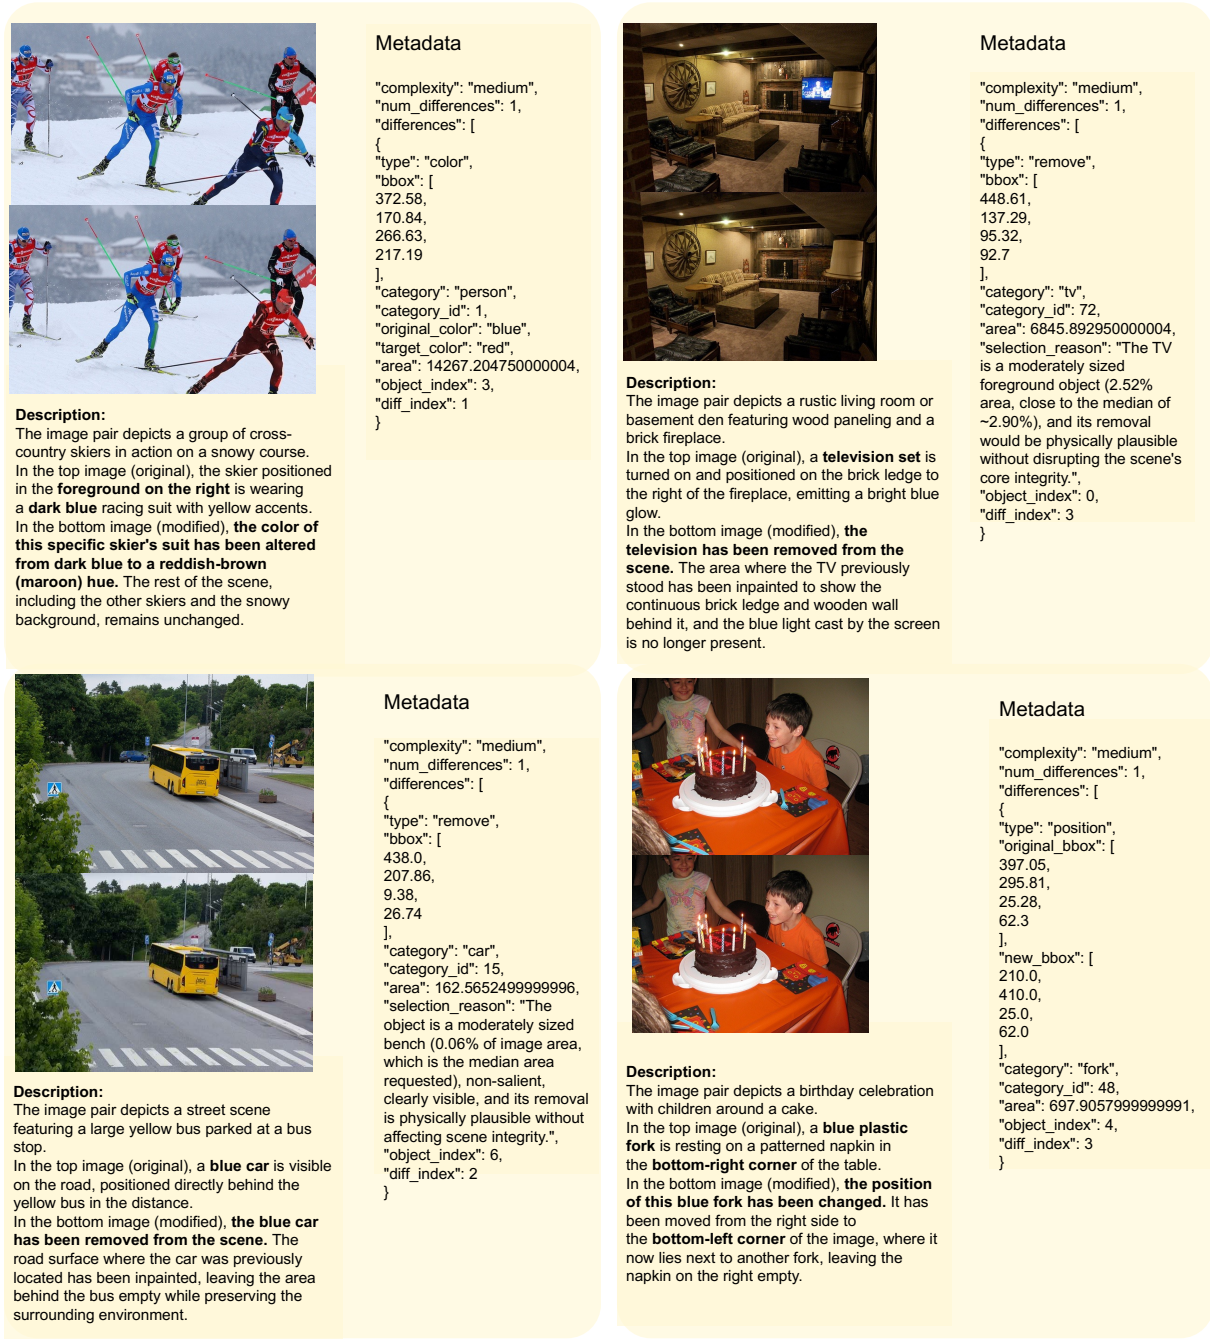 Metadata
"complexity": "medium",
"num_differences": 1,
"differences": [
{
"type": "color",
"bbox": [
372.58,
170.84,
266.63,
217.19
],
"category": "person",
"category_id": 1,
"original_color": "blue",
"target_color": "red",
"area": 14267.204750000004,
"object_index": 3,
"diff_index": 1
}
Description:
The image pair depicts a group of cross-
country skiers in action on a snowy course.
In the top image (original), the skier positioned
in the foreground on the right is wearing
a dark blue racing suit with yellow accents.
In the bottom image (modified), the color of
this specific skier's suit has been altered
from dark blue to a reddish-brown
(maroon) hue. The rest of the scene,
including the other skiers and the snowy
background, remains unchanged.
Metadata
"complexity": "medium",
"num_differences": 1,
"differences": [
{
"type": "remove",
"bbox": [
448.61,
137.29,
95.32,
92.7
],
"category": "tv",
"category_id": 72,
"area": 6845.892950000004,
"selection_reason": "The TV
is a moderately sized
foreground object (2.52%
area, close to the median of
~2.90%), and its removal
would be physically plausible
without disrupting the scene's
core integrity.",
"object_index": 0,
"diff_index": 3
}
Description:
The image pair depicts a rustic living room or
basement den featuring wood paneling and a
brick fireplace.
In the top image (original), a television set is
turned on and positioned on the brick ledge to
the right of the fireplace, emitting a bright blue
glow.
In the bottom image (modified), the
television has been removed from the
scene. The area where the TV previously
stood has been inpainted to show the
continuous brick ledge and wooden wall
behind it, and the blue light cast by the screen
is no longer present.
Metadata
"complexity": "medium",
"num_differences": 1,
"differences": [
{
"type": "remove",
"bbox": [
438.0,
207.86,
9.38,
26.74
],
"category": "car",
"category_id": 15,
"area": 162.5652499999996,
"selection_reason": "The
object is a moderately sized
bench (0.06% of image area,
which is the median area
requested), non-salient,
clearly visible, and its removal
is physically plausible without
affecting scene integrity.",
"object_index": 6,
"diff_index": 2
}
Description:
The image pair depicts a street scene
featuring a large yellow bus parked at a bus
stop.
In the top image (original), a blue car is visible
on the road, positioned directly behind the
yellow bus in the distance.
In the bottom image (modified), the blue car
has been removed from the scene. The
road surface where the car was previously
located has been inpainted, leaving the area
behind the bus empty while preserving the
surrounding environment.
Metadata
"complexity": "medium",
"num_differences": 1,
"differences": [
{
"type": "position",
"original_bbox": [
397.05,
295.81,
25.28,
62.3
],
"new_bbox": [
210.0,
410.0,
25.0,
62.0
],
"category": "fork",
"category_id": 48,
"area": 697.9057999999991,
"object_index": 4,
"diff_index": 3
}
Description:
The image pair depicts a birthday celebration
with children around a cake.
In the top image (original), a blue plastic
fork is resting on a patterned napkin in
the bottom-right corner of the table.
In the bottom image (modified), the position
of this blue fork has been changed. It has
been moved from the right side to
the bottom-left corner of the image, where it
now lies next to another fork, leaving the
napkin on the right empty.